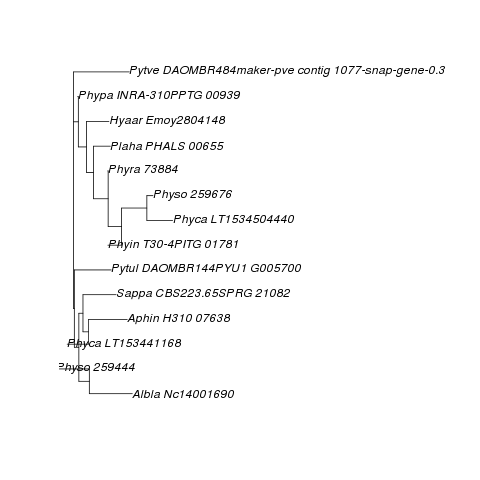 Pytve DAOMBR484maker-pve contig 1077-snap-gene-0.3
Phypa INRA-310PPTG 00939
Hyaar Emoy2804148
Plaha PHALS 00655
Phyra 73884
Physo 259676
Phyca LT1534504440
Phyin T30-4PITG 01781
Pytul DAOMBR144PYU1 G005700
Sappa CBS223.65SPRG 21082
Aphin H310 07638
Phyca LT153441168
Physo 259444
Albla Nc14001690